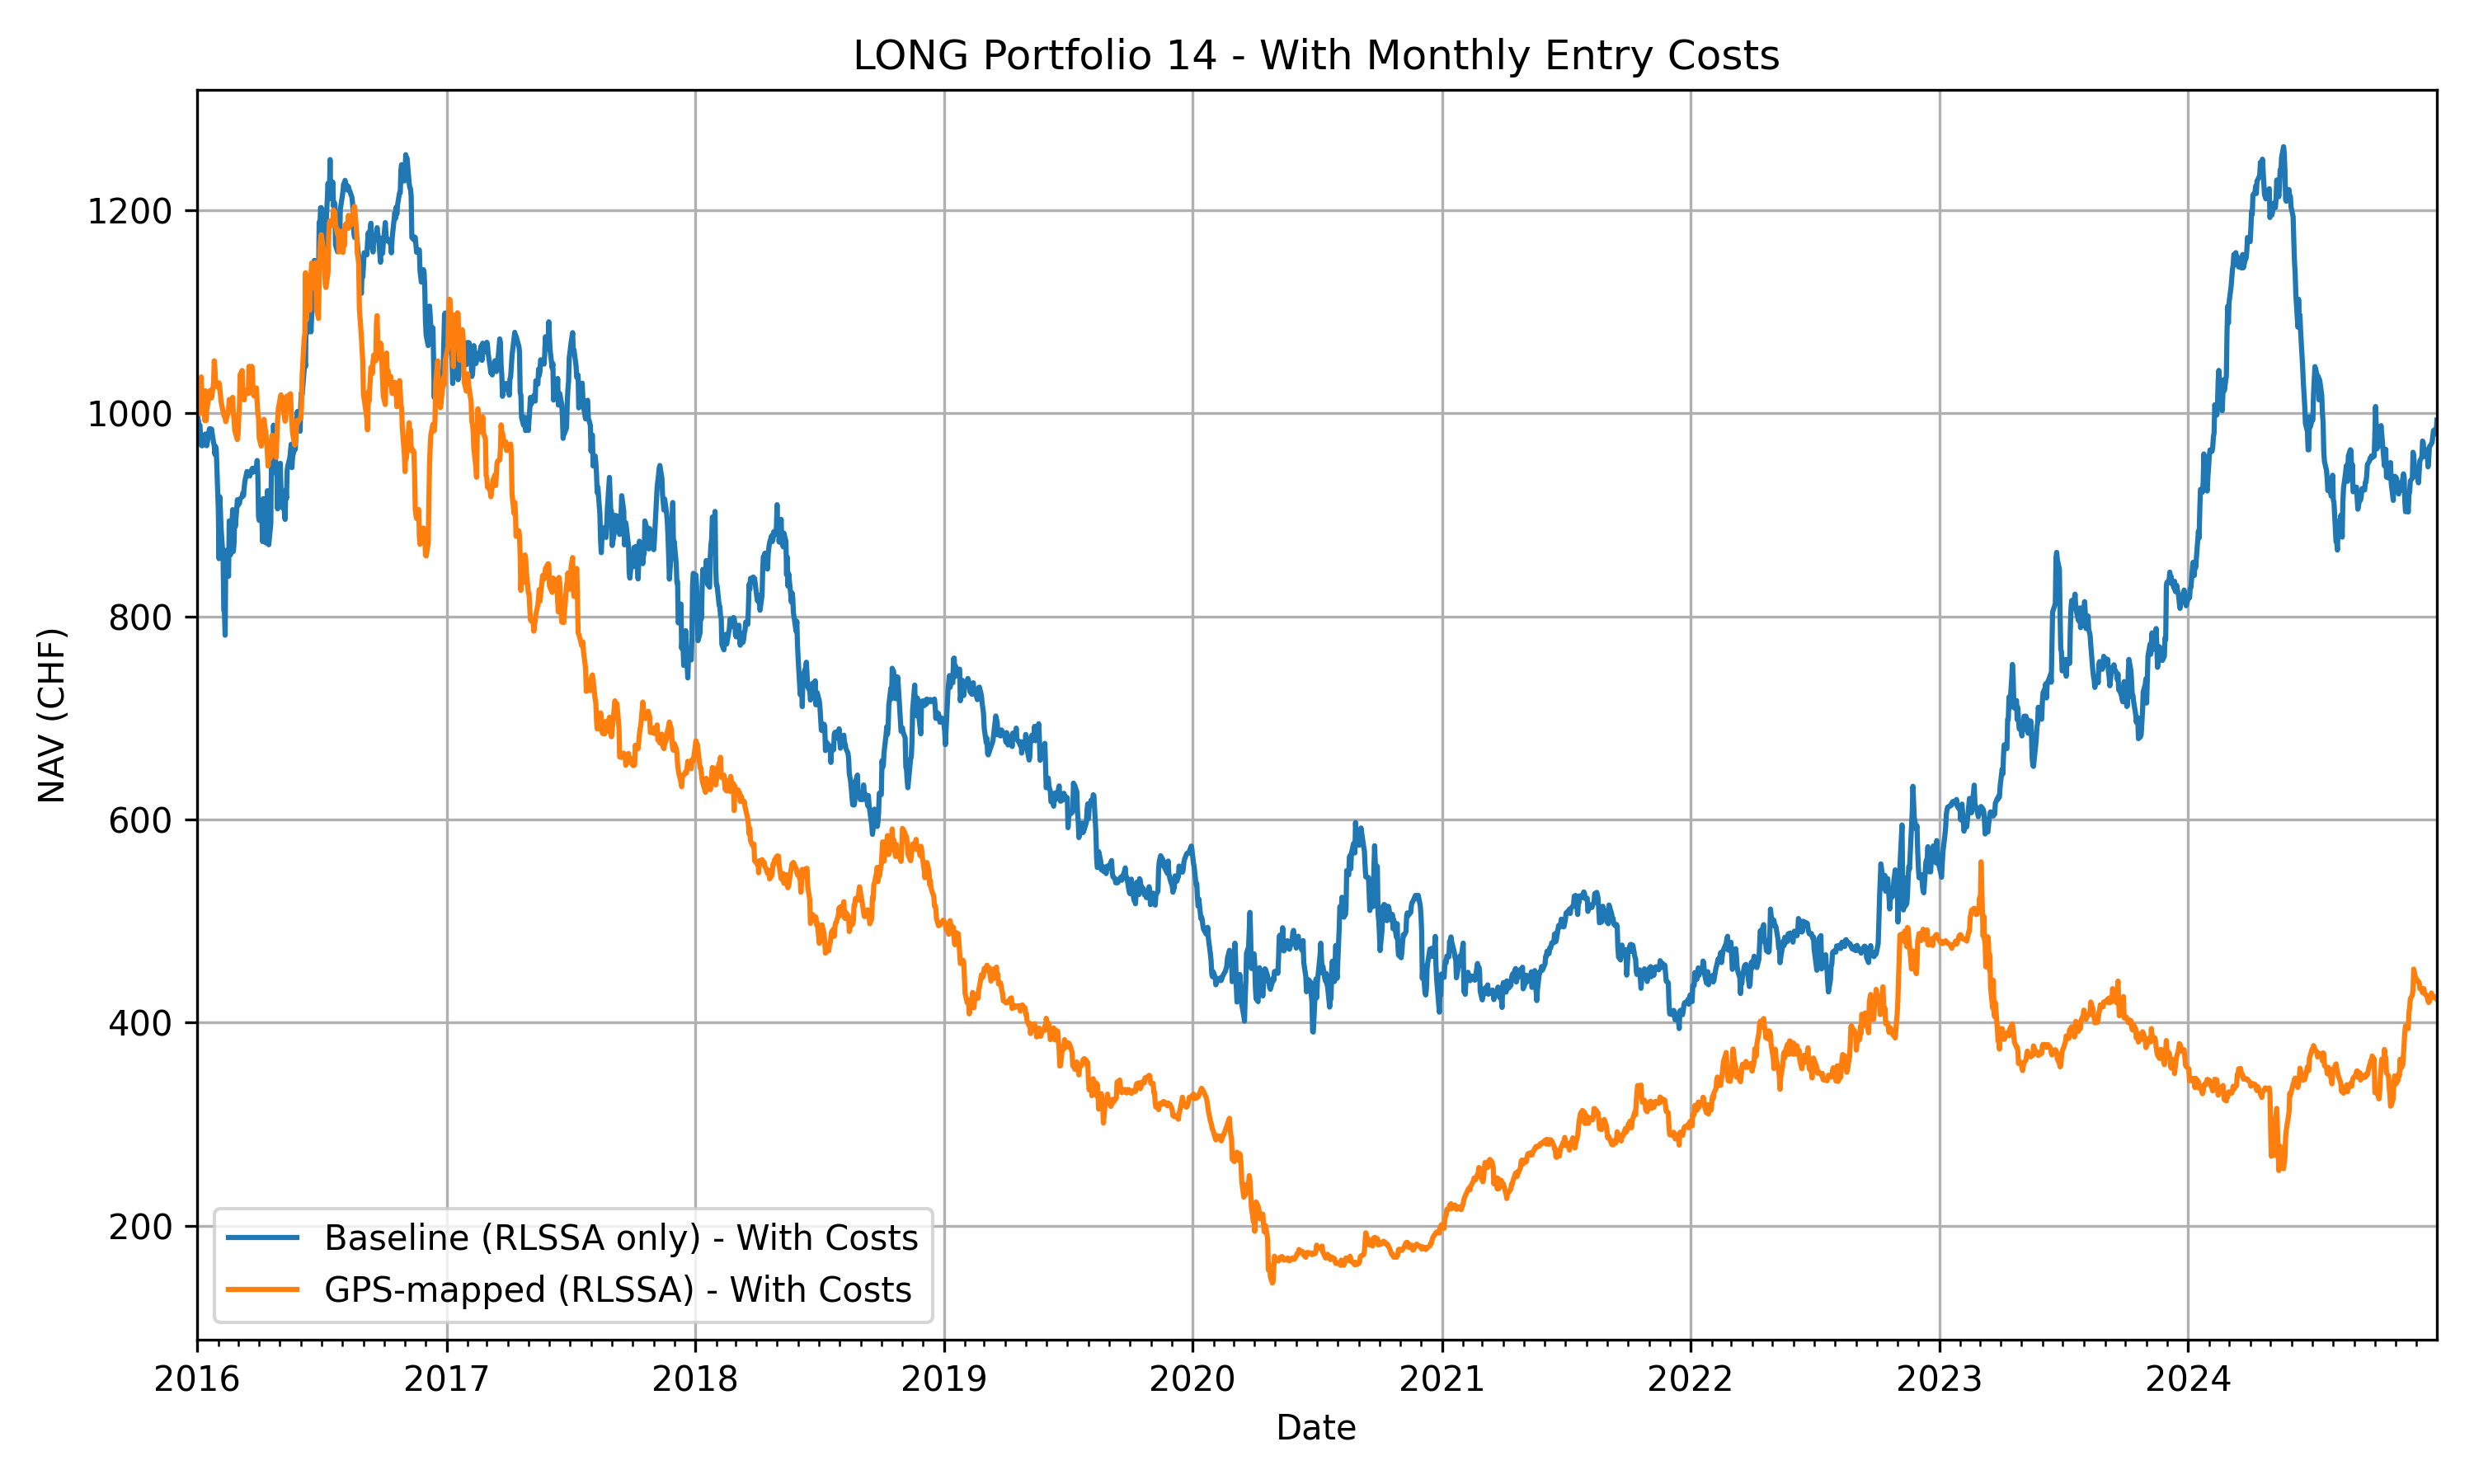 LONG Portfolio 14 - With Monthly Entry Costs
NAV (CHF)
1200
1000
800
600
400
200
Baseline (RLSSA only) - With Costs
GPS-mapped (RLSSA) - With Costs
2016 2017 2018 2019 2020 2021 2022 2023 2024
Date